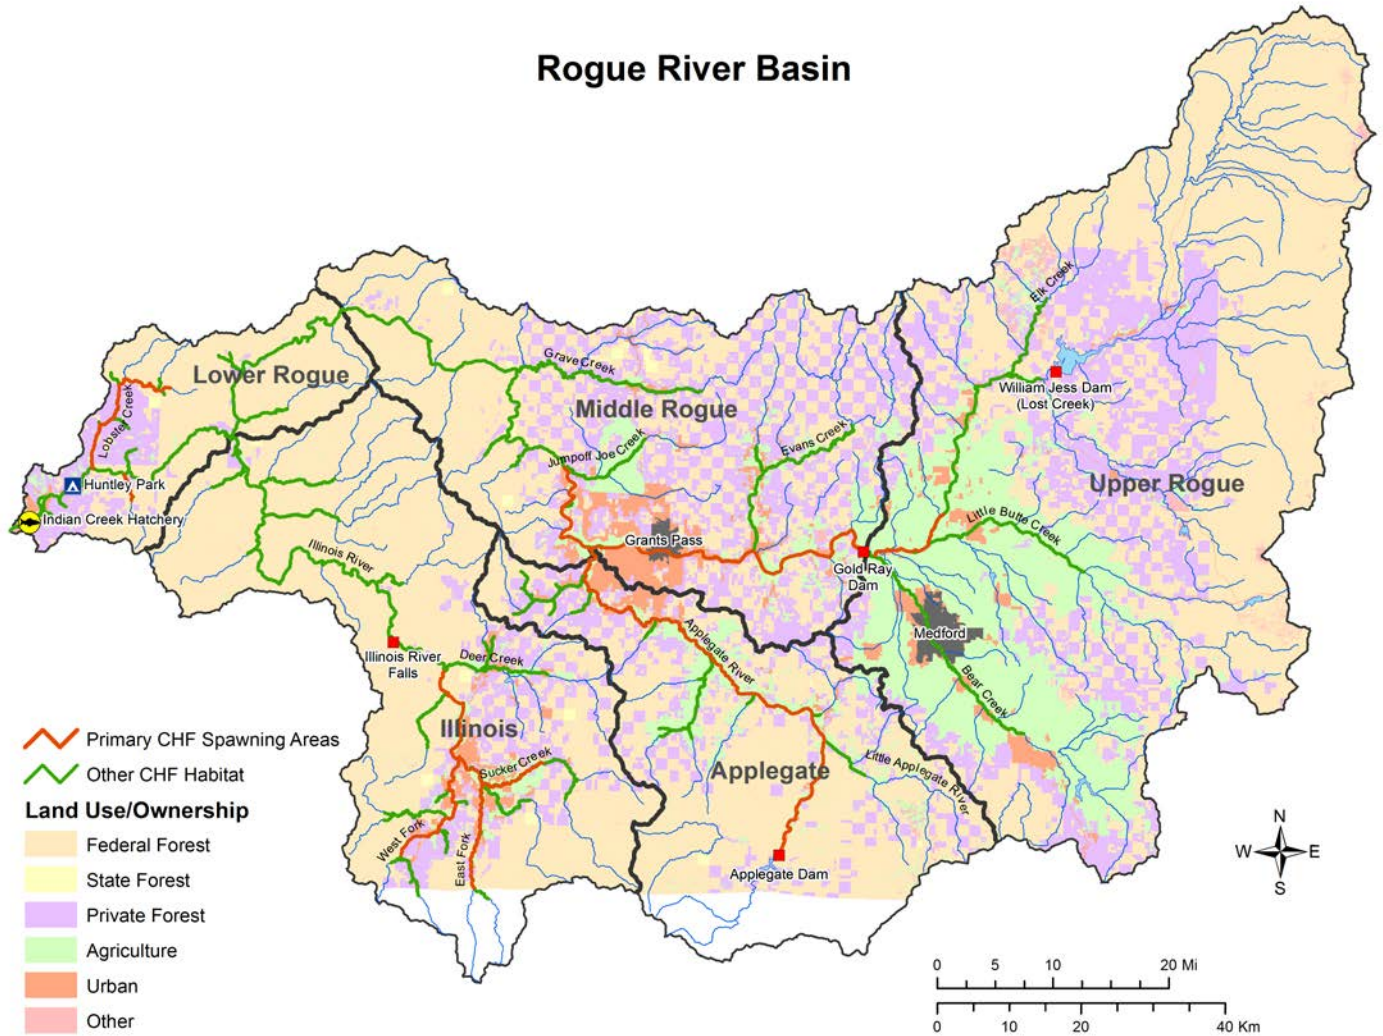 Rogue River Basin
Elk Creek
Lower Rogue
Grave Creek
Middle Rogue
William Jess Dam
(Lost Creek)
Lobster Creek
Jumpoff Joe Creek
Evans Creek
Upper Rogue
Huntley Park
Indian Creek Hatchery
Little Butte Creek
Grants Pass
Illinois River
Gold Ray
Dam
Medford
Illinois River
Falls
Deer Creek
Applegate River
Bear Creek
Illinois
Sucker Creek
Applegate
Little Applegate River
West Fork
East Fork
Applegate Dam
Primary CHF Spawning Areas
Other CHF Habitat
Land Use/Ownership
Federal Forest
State Forest
Private Forest
Agriculture
Urban
Other
N
W E
S
0 5 10 20 Mi
0 10 20 40 Km